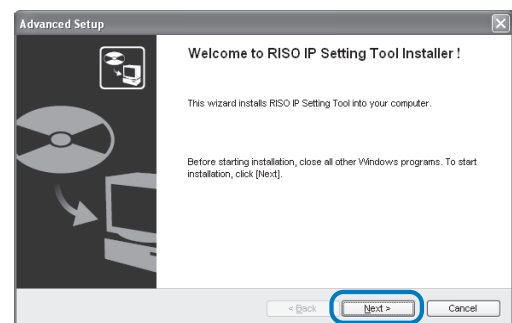 Advanced Setup
Welcome to RISO IP Setting Tool Installer !
This wizard installs RISO IP Setting Tool into your computer.
Before starting installation, close all other Windows programs. To start
installation, click [Next].
< Back
Next >
Cancel